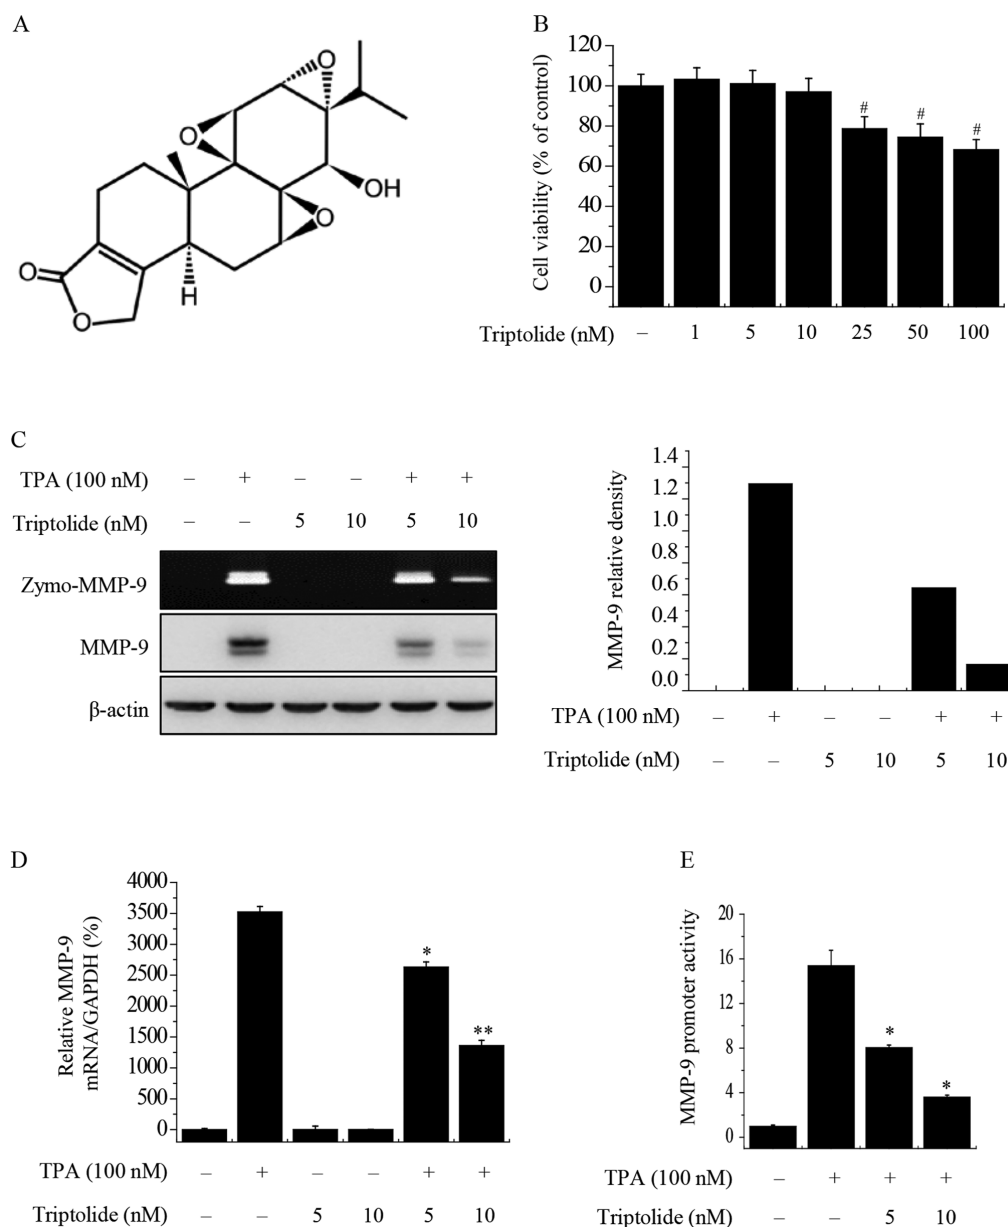 A
O
O
OH
O
O
O
H
B
Cell viability (% of control)
120
100
80
60
40
20
0
# # #
Triptolide (nM) – 1 5 10 25 50 100
C
TPA (100 nM) – + – – + +
Triptolide (nM) – – 5 10 5 10
Zymo-MMP-9
MMP-9
β-actin
MMP-9 relative density
1.4
1.2
0.8
0.6
0.4
0.2
0.0
TPA (100 nM) – + – – + +
Triptolide (nM) – – 5 10 5 10
D
Relative MMP-9
mRNA/GAPDH (%)
4000
3500
3000
2500
2000
1500
1000
500
0
* **
TPA (100 nM) – + – – + +
Triptolide (nM) – – 5 10 5 10
E
MMP-9 promoter activity
20
16
12
8
4
0
* *
TPA (100 nM) – + + +
Triptolide (nM) – – 5 10